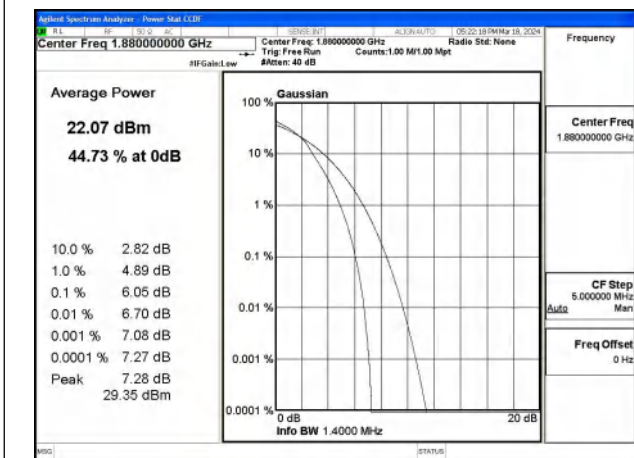 Agilent Spectrum Analyzer - Power Stat CCDF
RL RF 50 Ω AC SENSE:INT ALIGN AUTO 05:22:18 PM Mar 18, 2024
Center Freq 1.880000000 GHz
Center Freq: 1.880000000 GHz Radio Std: None
Trig: Free Run Counts:1.00 M/1.00 Mpt
#IFGain:Low #Atten: 40 dB
Frequency
Average Power
22.07 dBm
44.73 % at 0dB
10.0 % 2.82 dB
1.0 % 4.89 dB
0.1 % 6.05 dB
0.01 % 6.70 dB
0.001 % 7.08 dB
0.0001 % 7.27 dB
Peak 7.28 dB
29.35 dBm
Gaussian
100 %
10 %
1 %
0.1 %
0.01 %
0.001 %
0.0001 %
0 dB 20 dB
Info BW 1.4000 MHz
Center Freq
1.880000000 GHz
CF Step
5.000000 MHz
Auto Man
Freq Offset
0 Hz
MSG STATUS